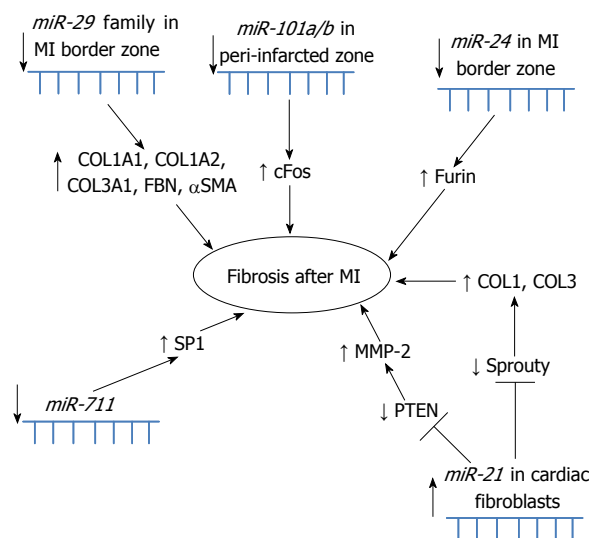 miR-29 family in
MI border zone
miR-101a/b in
peri-infarcted zone
miR-24 in MI
border zone
COL1A1, COL1A2,
COL3A1, FBN, αSMA
↑ cFos
↑ Furin
Fibrosis after MI
↑ COL1, COL3
↑ SP1
↑ MMP-2
↓ Sprouty
miR-711
↓ PTEN
miR-21 in cardiac
fibroblasts